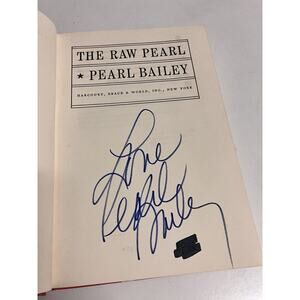 THE RAW PEARL
★ PEARL BAILEY
HARCOURT, BRACE & WORLD, INC., NEW YORK
Love
Pearl
Bailey